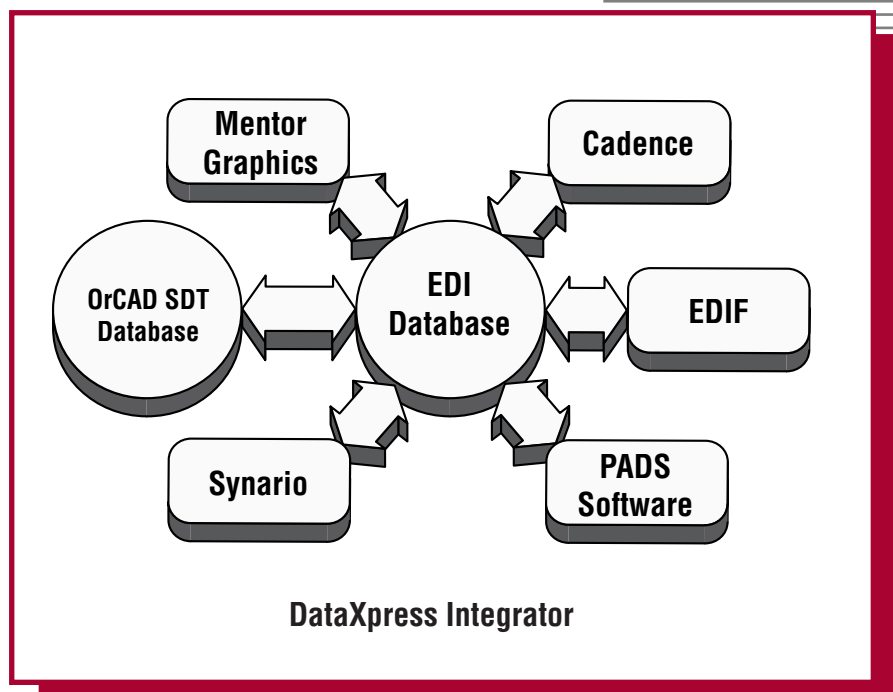 Mentor
Graphics
Cadence
OrCAD SDT
Database
EDI
Database
EDIF
Synario
PADS
Software
DataXpress Integrator